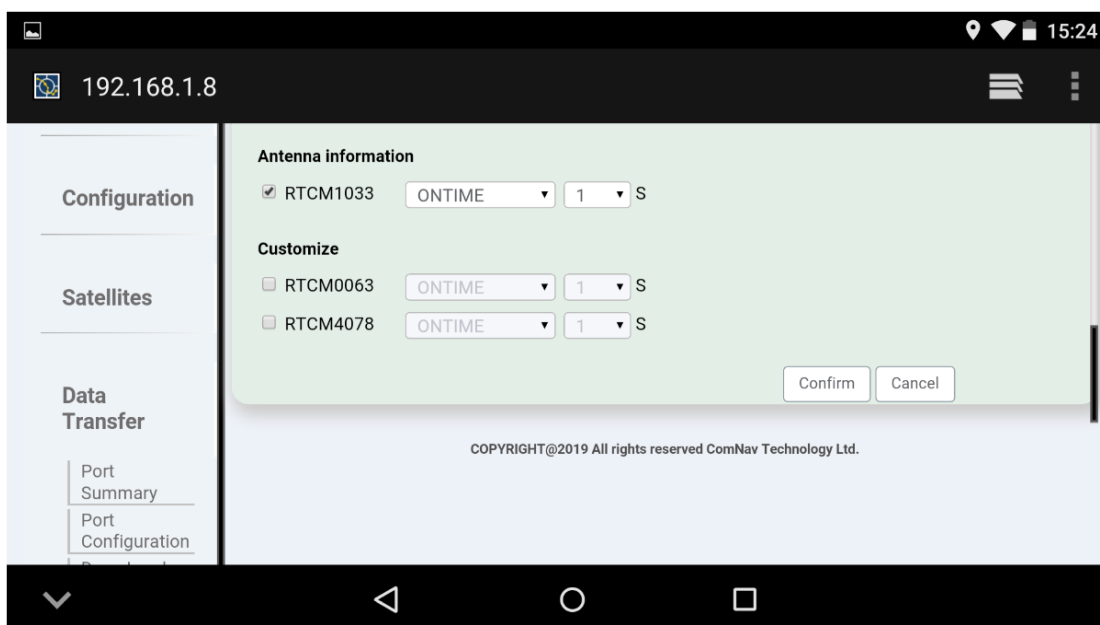 15:24
192.168.1.8
Configuration
Satellites
Data
Transfer
Port
Summary
Port
Configuration
Antenna information
RTCM1033 ONTIME 1 S
Customize
RTCM0063 ONTIME 1 S
RTCM4078 ONTIME 1 S
Confirm Cancel
COPYRIGHT@2019 All rights reserved ComNav Technology Ltd.